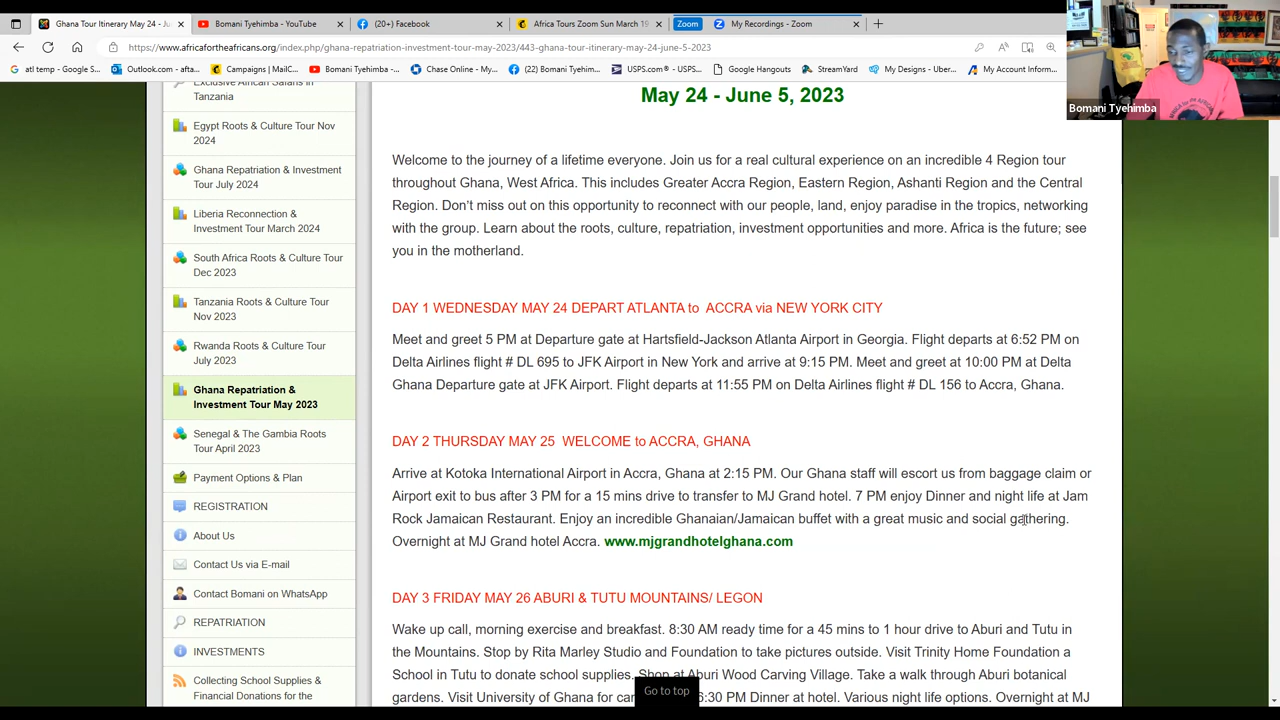 Ghana Tour Itinerary May 24 - Ju
Bomani Tyehimba - YouTube
(20+) Facebook
Africa Tours Zoom Sun March 19
Zoom
My Recordings - Zoom
https://www.africafortheafricans.org/index.php/ghana-repatriation-investment-tour-may-2023/443-ghana-tour-itinerary-may-24-june-5-2023
atl temp - Google S...
Outlook.com - afta...
Campaigns | MailC...
Bomani Tyehimba -...
Chase Online - My...
(22) Bomani Tyehim...
USPS.com® - USPS...
Google Hangouts
StreamYard
My Designs - Uber...
My Account Inform...
Bomani Tyehimba
Exclusive African Safaris in
Tanzania
Egypt Roots & Culture Tour Nov
2024
Ghana Repatriation & Investment
Tour July 2024
Liberia Reconnection &
Investment Tour March 2024
South Africa Roots & Culture Tour
Dec 2023
Tanzania Roots & Culture Tour
Nov 2023
Rwanda Roots & Culture Tour
July 2023
Ghana Repatriation &
Investment Tour May 2023
Senegal & The Gambia Roots
Tour April 2023
Payment Options & Plan
REGISTRATION
About Us
Contact Us via E-mail
Contact Bomani on WhatsApp
REPATRIATION
INVESTMENTS
Collecting School Supplies &
Financial Donations for the
May 24 - June 5, 2023
Welcome to the journey of a lifetime everyone. Join us for a real cultural experience on an incredible 4 Region tour
throughout Ghana, West Africa. This includes Greater Accra Region, Eastern Region, Ashanti Region and the Central
Region. Don't miss out on this opportunity to reconnect with our people, land, enjoy paradise in the tropics, networking
with the group. Learn about the roots, culture, repatriation, investment opportunities and more. Africa is the future; see
you in the motherland.
DAY 1 WEDNESDAY MAY 24 DEPART ATLANTA to ACCRA via NEW YORK CITY
Meet and greet 5 PM at Departure gate at Hartsfield-Jackson Atlanta Airport in Georgia. Flight departs at 6:52 PM on
Delta Airlines flight # DL 695 to JFK Airport in New York and arrive at 9:15 PM. Meet and greet at 10:00 PM at Delta
Ghana Departure gate at JFK Airport. Flight departs at 11:55 PM on Delta Airlines flight # DL 156 to Accra, Ghana.
DAY 2 THURSDAY MAY 25 WELCOME to ACCRA, GHANA
Arrive at Kotoka International Airport in Accra, Ghana at 2:15 PM. Our Ghana staff will escort us from baggage claim or
Airport exit to bus after 3 PM for a 15 mins drive to transfer to MJ Grand hotel. 7 PM enjoy Dinner and night life at Jam
Rock Jamaican Restaurant. Enjoy an incredible Ghanaian/Jamaican buffet with a great music and social gathering.
Overnight at MJ Grand hotel Accra. www.mjgrandhotelghana.com
DAY 3 FRIDAY MAY 26 ABURI & TUTU MOUNTAINS/ LEGON
Wake up call, morning exercise and breakfast. 8:30 AM ready time for a 45 mins to 1 hour drive to Aburi and Tutu in
the Mountains. Stop by Rita Marley Studio and Foundation to take pictures outside. Visit Trinity Home Foundation a
School in Tutu to donate school supplies. Shop at Aburi Wood Carving Village. Take a walk through Aburi botanical
gardens. Visit University of Ghana for ca 6:30 PM Dinner at hotel. Various night life options. Overnight at MJ
Go to top